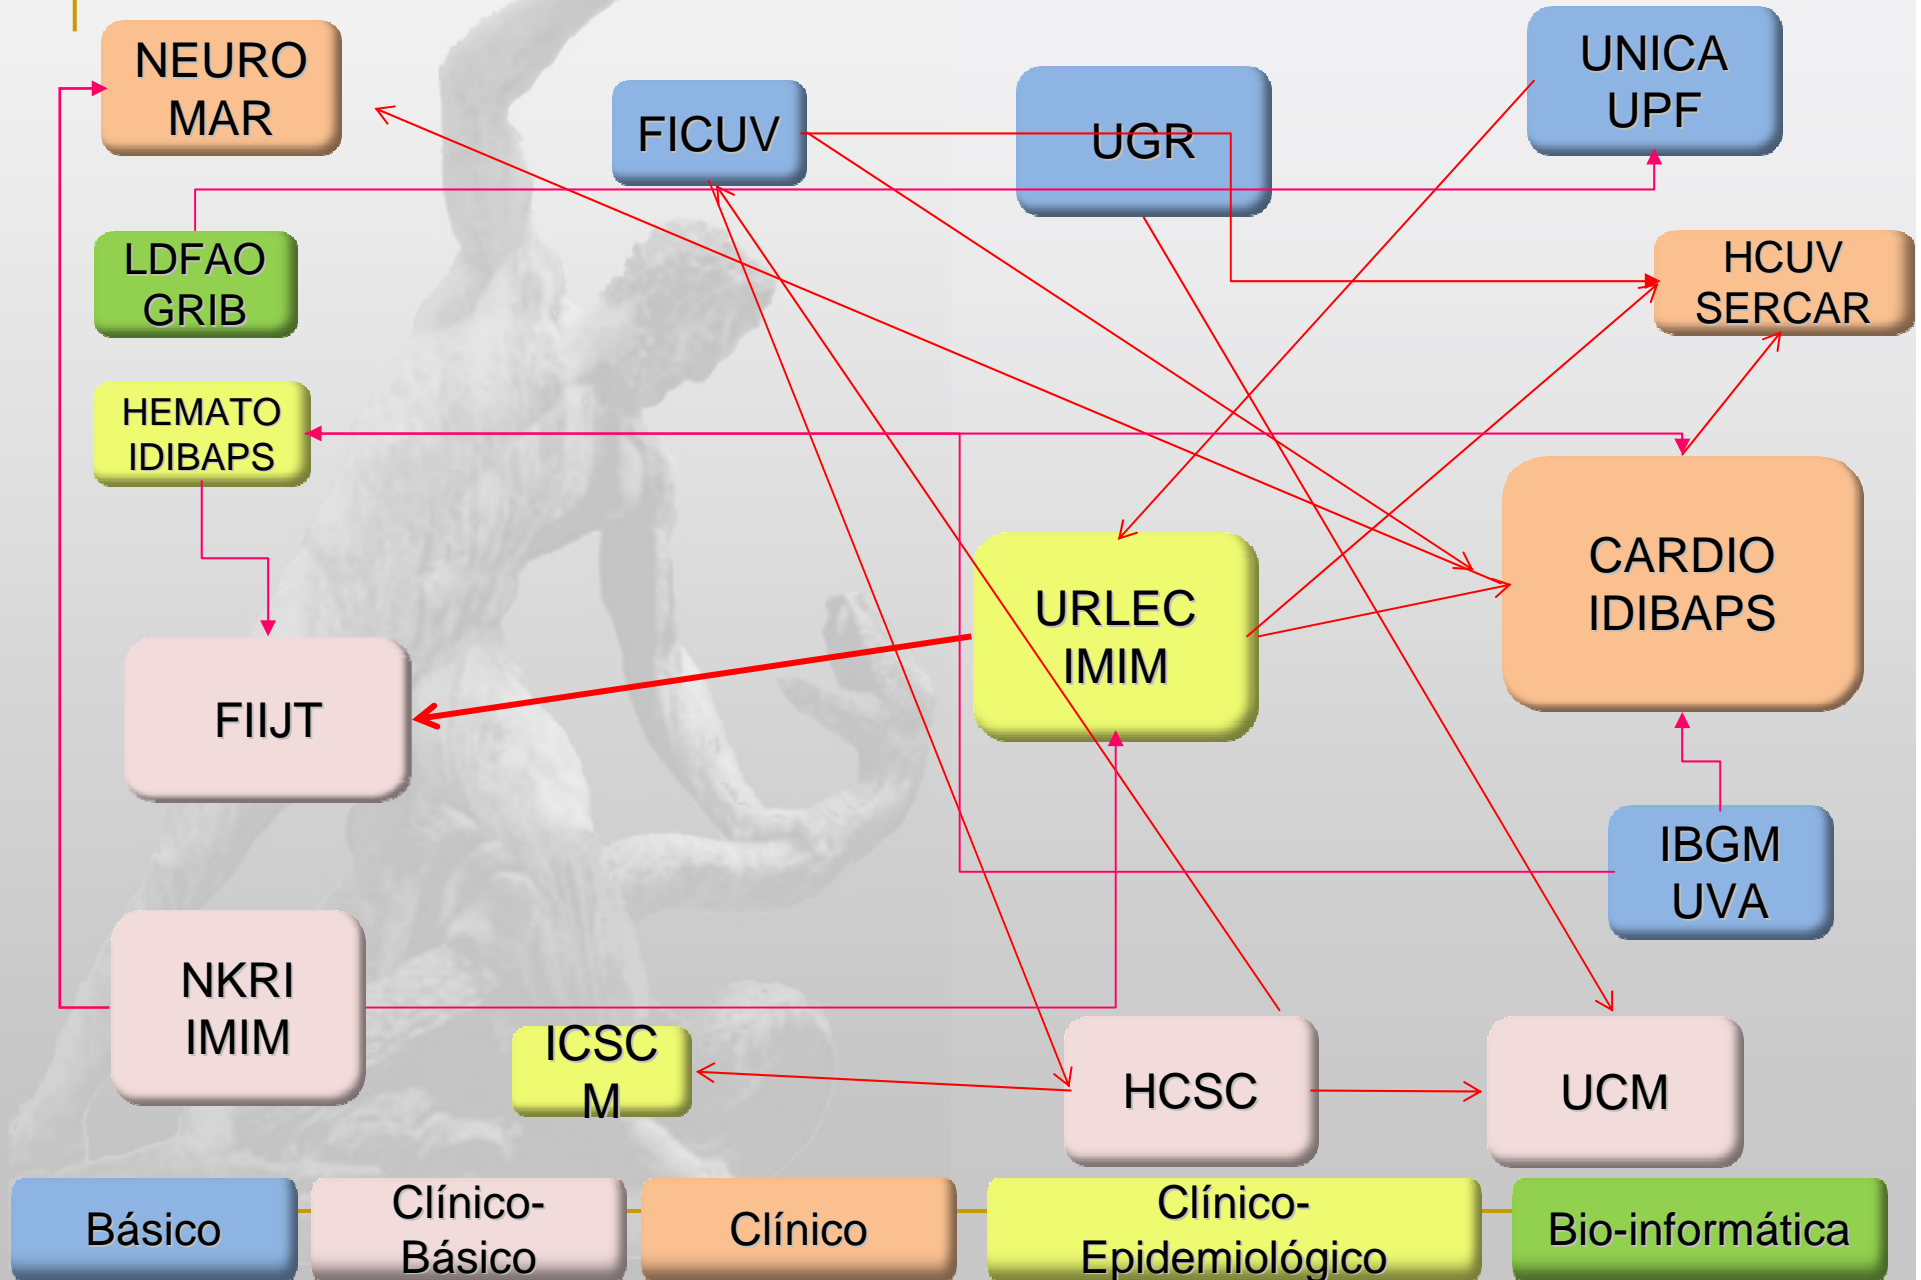 NEURO
MAR
FICUV
UGR
UNICA
UPF
LDFAO
GRIB
HCUV
SERCAR
HEMATO
IDIBAPS
CARDIO
IDIBAPS
URLEC
IMIM
FIIJT
IBGM
UVA
NKRI
IMIM
ICSC
M
HCSC
UCM
Básico
Clínico-
Básico
Clínico
Clínico-
Epidemiológico
Bio-informática